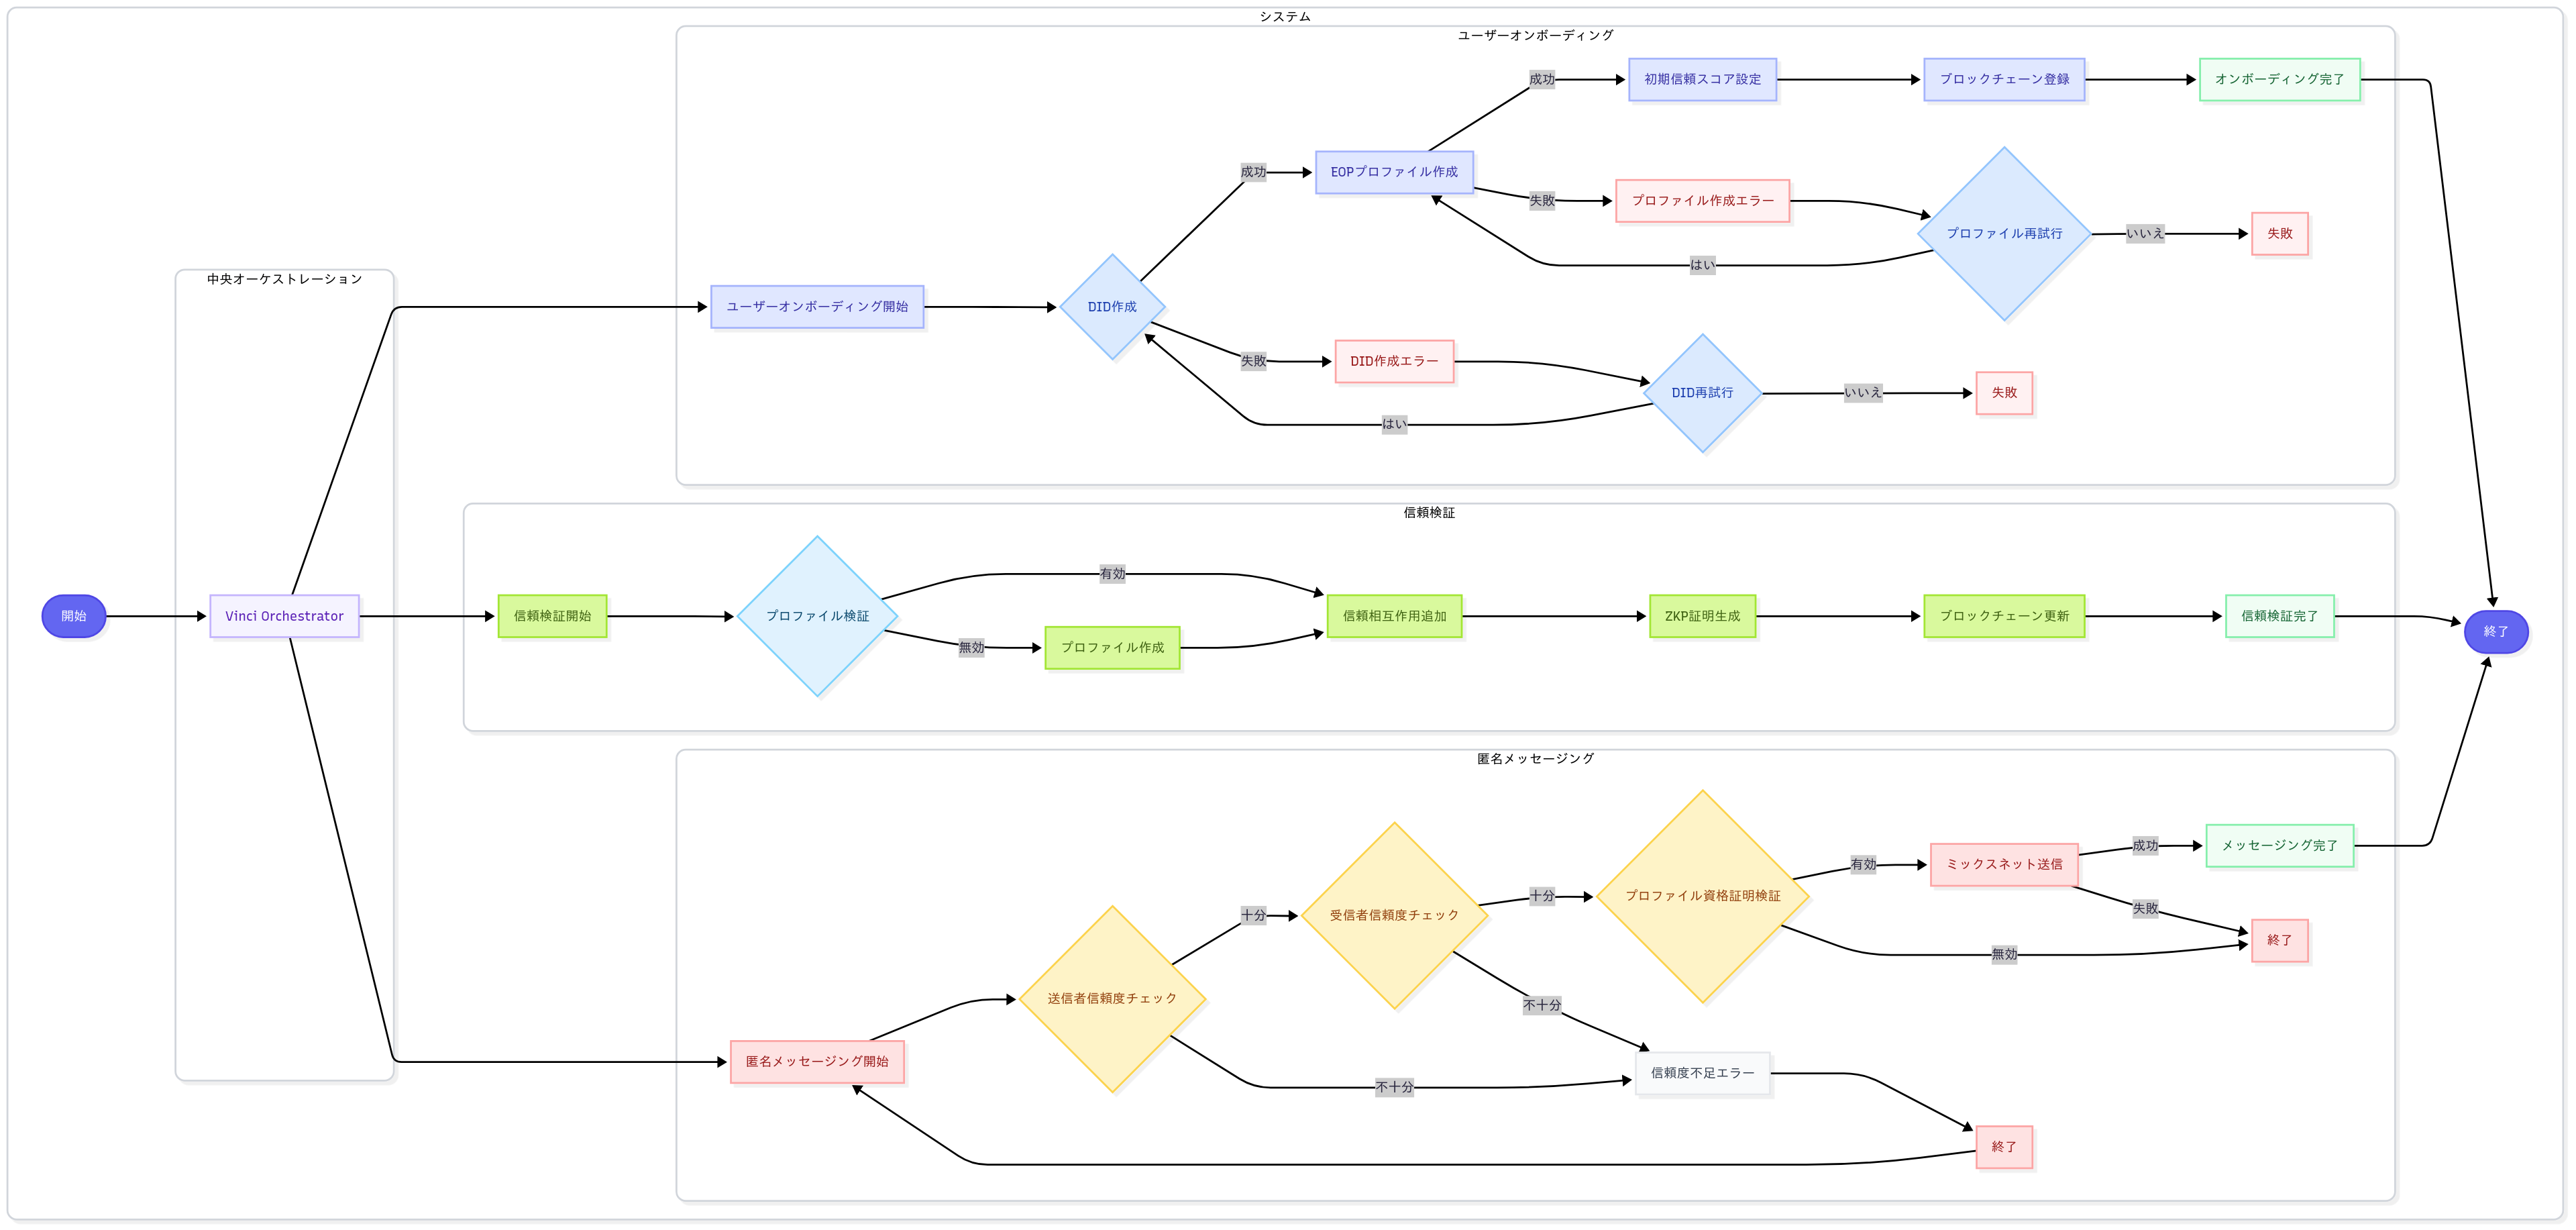 システム
ユーザーオンボーディング
成功
初期信頼スコア設定
ブロックチェーン登録
オンボーディング完了
成功
EOPプロファイル作成
失敗
プロファイル作成エラー
プロファイル再試行
いいえ
失敗
はい
中央オーケストレーション
ユーザーオンボーディング開始
DID作成
失敗
DID作成エラー
DID再試行
いいえ
失敗
はい
信頼検証
開始
Vinci Orchestrator
信頼検証開始
プロファイル検証
有効
無効
プロファイル作成
信頼相互作用追加
ZKP証明生成
ブロックチェーン更新
信頼検証完了
終了
匿名メッセージング
匿名メッセージング開始
送信者信頼度チェック
十分
受信者信頼度チェック
十分
プロファイル資格証明検証
有効
ミックスネット送信
成功
メッセージング完了
失敗
終了
無効
不十分
不十分
信頼度不足エラー
終了